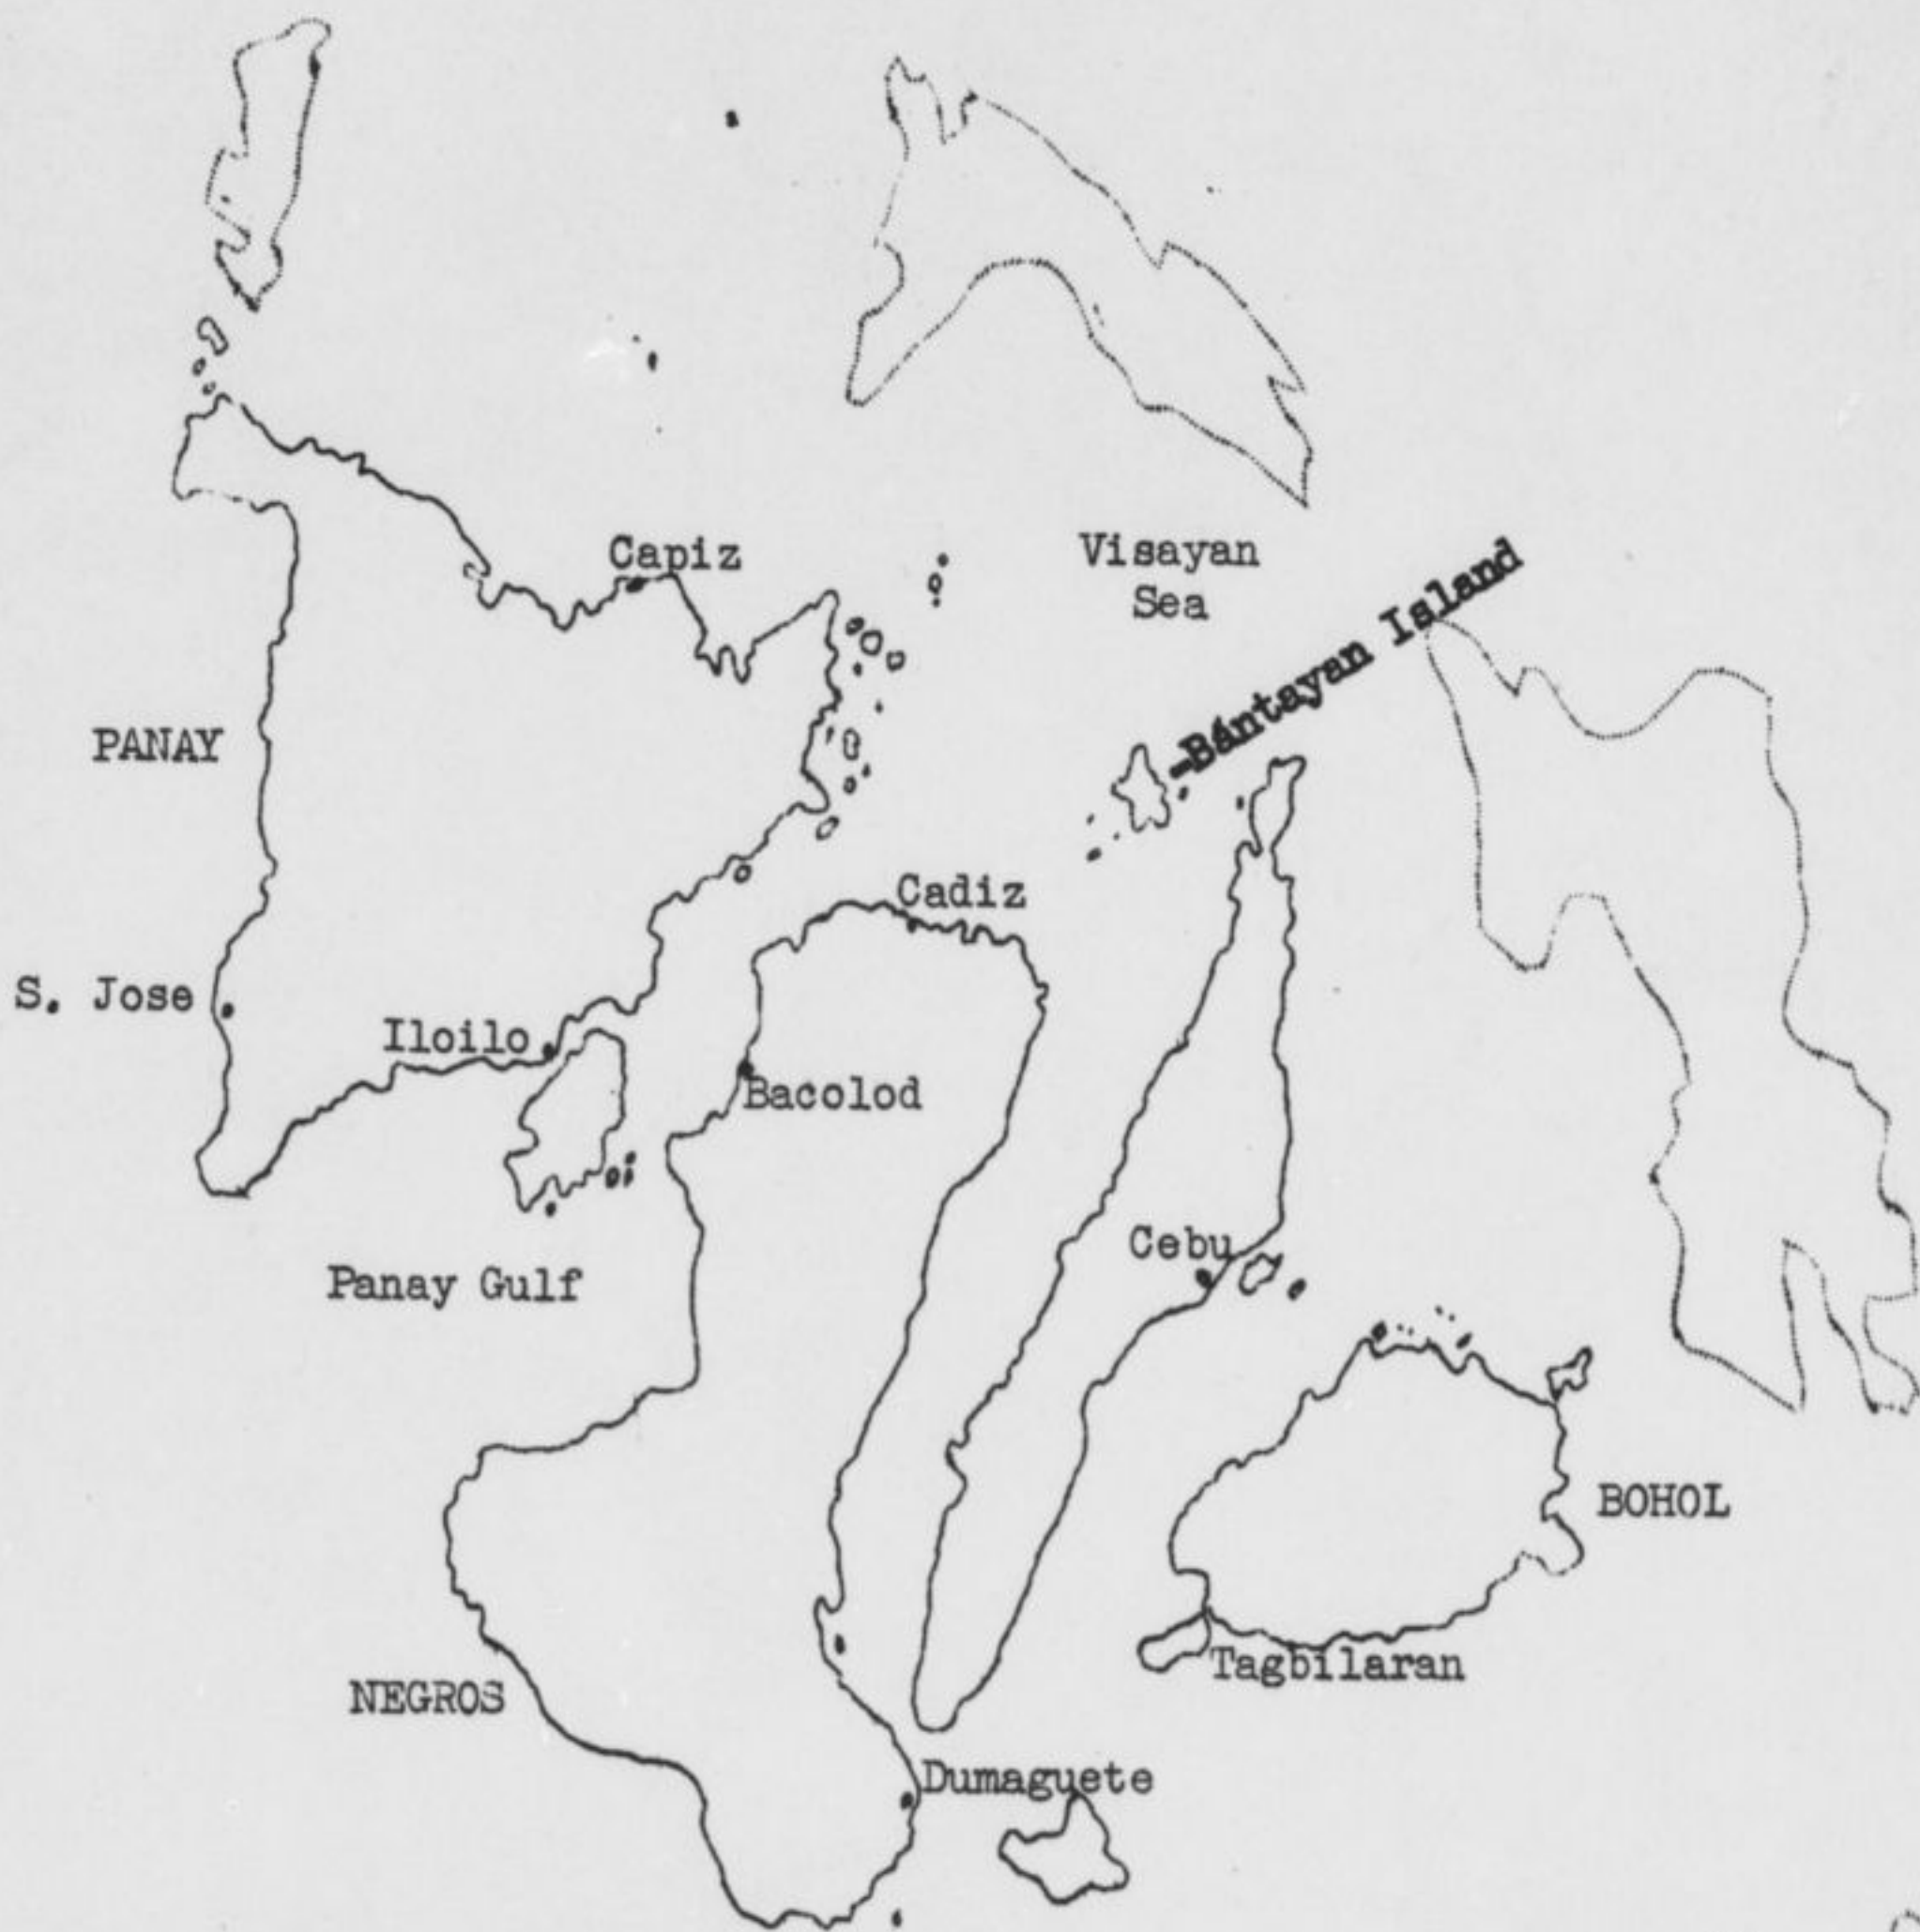 Capiz
Visayan
Sea
-Bántayan Island
PANAY
Cadiz
S. Jose
Iloilo
Bacolod
Cebu
Panay Gulf
BOHOL
Tagbilaran
NEGROS
Dumaguete